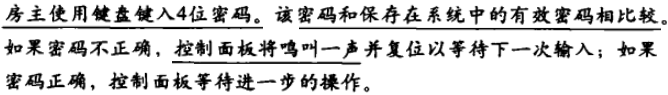 房主使用键盘键入4位密码。该密码和保存在系统中的有效密码相比较。
如果密码不正确，控制面板将鸣叫一声并复位以等待下一次输入；如果
密码正确，控制面板等待进一步的操作。